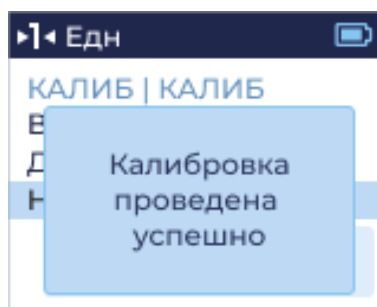 Едн
КАЛИБ | КАЛИБ
Калибровка
проведена
успешно